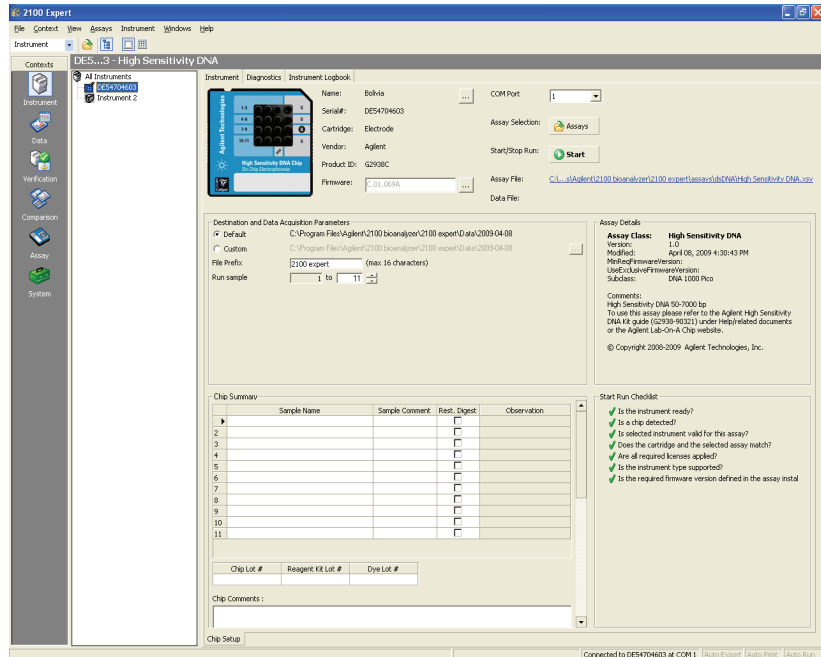 2100 Expert
File Context View Assays Instrument Windows Help
Instrument
Contexts
DE5...3 - High Sensitivity DNA
Instrument
Data
Verification
Comparison
Assay
System
All Instruments
DE54704603
Instrument 2
Instrument Diagnostics Instrument Logbook
Agilent Technologies
High Sensitivity DNA Chip
On Chip Electrophoresis
Caliper
Name: Bolivia ...
Serial#: DE54704603
Cartridge: Electrode
Vendor: Agilent
Product ID: G2938C
Firmware: C.01.069A ...
COM Port 1
Assay Selection: Assays
Start/Stop Run: Start
Assay File: C:\...s\Agilent\2100 bioanalyzer\2100 expert\assays\dsDNA\High Sensitivity DNA.xsy
Data File:
Destination and Data Acquisition Parameters
Default C:\Program Files\Agilent\2100 bioanalyzer\2100 expert\Data\2009-04-08
Custom C:\Program Files\Agilent\2100 bioanalyzer\2100 expert\Data\2009-04-08 ...
File Prefix 2100 expert (max 16 characters)
Run sample 1 to 11
Assay Details
Assay Class: High Sensitivity DNA
Version: 1.0
Modified: April 08, 2009 4:30:43 PM
MinReqFirmwareVersion:
UseExclusiveFirmwareVersion:
Subclass: DNA 1000 Pico
Comments:
High Sensitivity DNA 50-7000 bp
To use this assay please refer to the Agilent High Sensitivity
DNA Kit guide (G2938-90321) under Help/related documents
or the Agilent Lab-On-A Chip website.
© Copyright 2008-2009 Agilent Technologies, Inc.
Chip Summary
Sample Name Sample Comment Rest. Digest Observation
2
3
4
5
6
7
8
9
10
11
Chip Lot # Reagent Kit Lot # Dye Lot #
Chip Comments :
Chip Setup
Start Run Checklist
Is the instrument ready?
Is a chip detected?
Is selected instrument valid for this assay?
Does the cartridge and the selected assay match?
Are all required licenses applied?
Is the instrument type supported?
Is the required firmware version defined in the assay instal
Connected to DE54704603 at COM 1 Auto Export Auto Print Auto Run